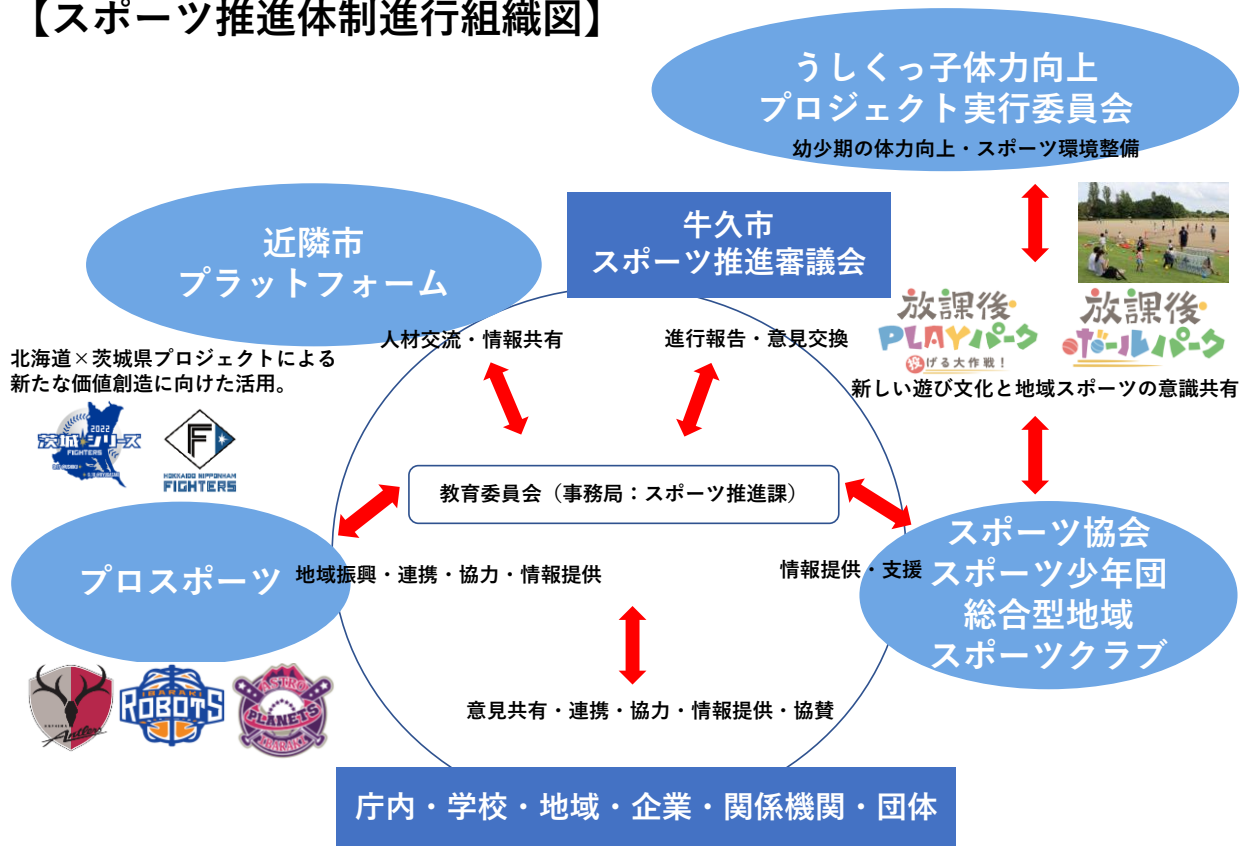 【スポーツ推進体制進行組織図】
うしくっ子体力向上
プロジェクト実行委員会
幼少期の体力向上・スポーツ環境整備
近隣市
プラットフォーム
牛久市
スポーツ推進審議会
人材交流・情報共有
進行報告・意見交換
放課後
PLAYパーク
投げる大作戦！
放課後
ボールパーク
新しい遊び文化と地域スポーツの意識共有
北海道×茨城県プロジェクトによる
新たな価値創造に向けた活用。
2022
茨城シリーズ
FIGHTERS
F
HOKKAIDO NIPPONHAM
FIGHTERS
教育委員会（事務局：スポーツ推進課）
プロスポーツ
地域振興・連携・協力・情報提供
情報提供・支援
スポーツ協会
スポーツ少年団
総合型地域
スポーツクラブ
Antlers
IBARAKI
ROBOTS
ASTRO
PLANETS
IBARAKI
意見共有・連携・協力・情報提供・協賛
庁内・学校・地域・企業・関係機関・団体